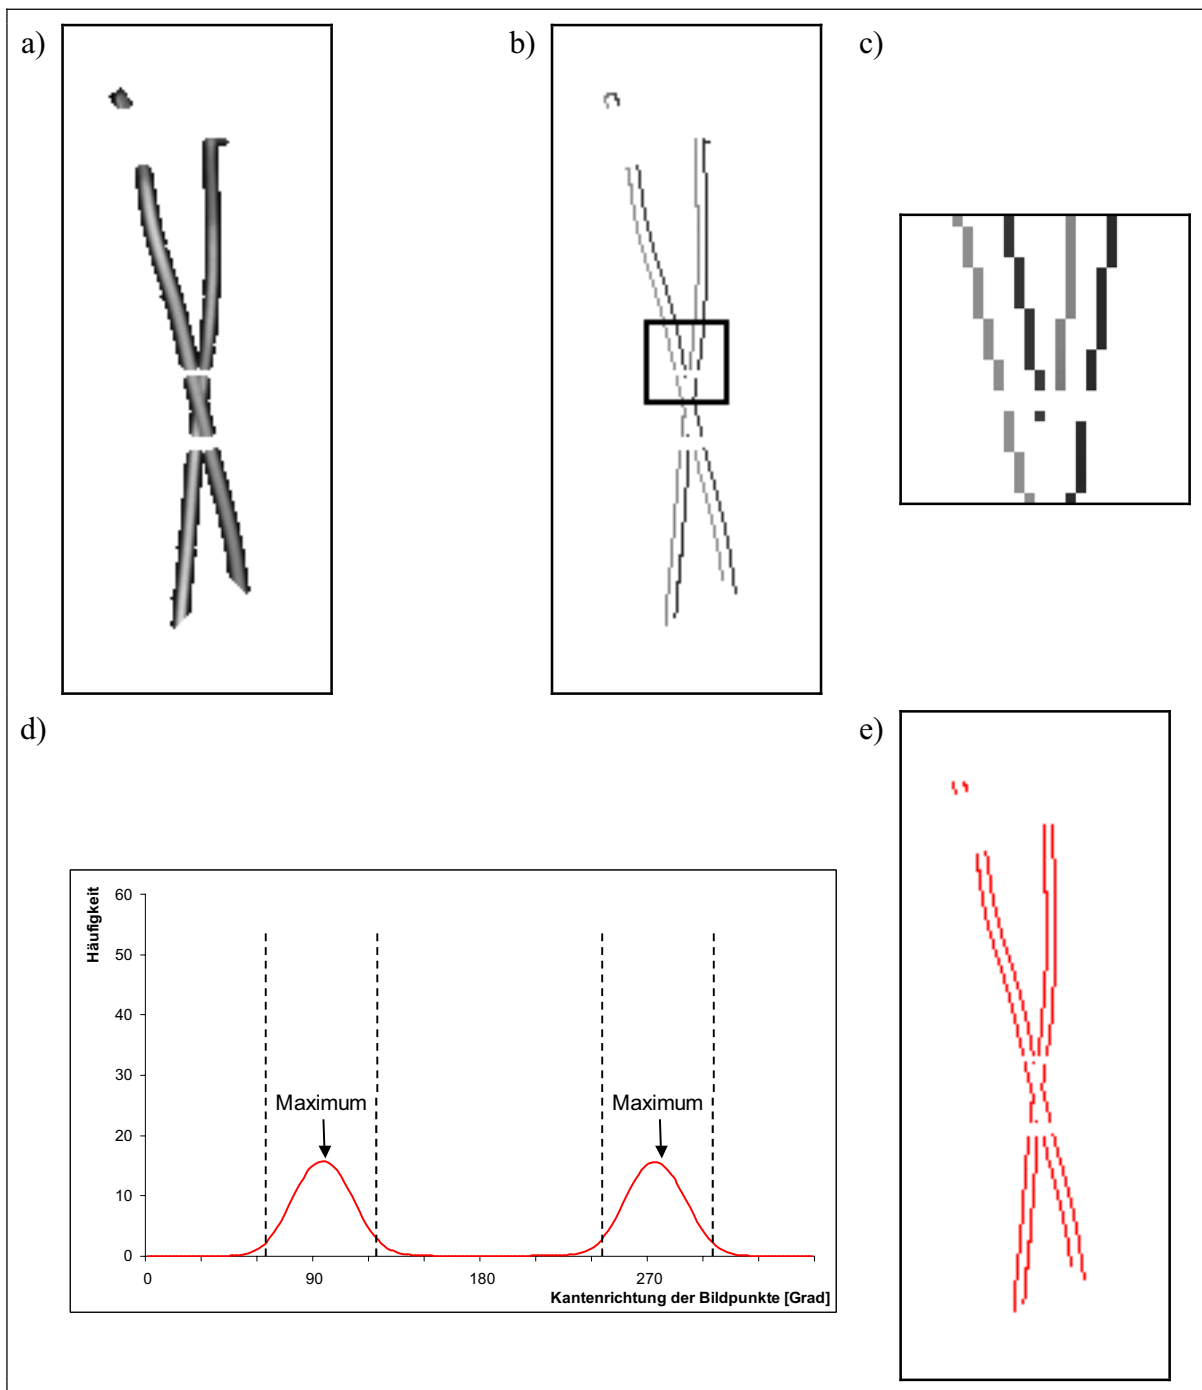 a)
b)
c)
d)
e)
Häufigkeit
60
50
40
30
20
10
0
Maximum
Maximum
0
90
180
270
Kantenrichtung der Bildpunkte [Grad]